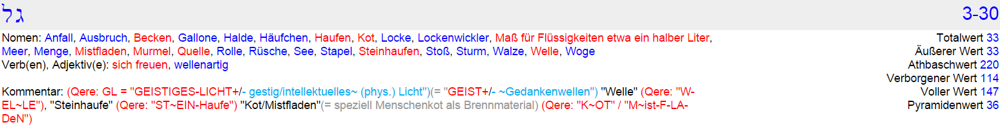 גל 3-30
Nomen: Anfall, Ausbruch, Becken, Gallone, Halde, Häufchen, Haufen, Kot, Locke, Lockenwickler, Maß für Flüssigkeiten etwa ein halber Liter,
Meer, Menge, Mistfladen, Murmel, Quelle, Rolle, Rüsche, See, Stapel, Steinhaufen, Stoß, Sturm, Walze, Welle, Woge
Verb(en), Adjektiv(e): sich freuen, wellenartig
Kommentar: (Qere: GL = "GEISTIGES-LICHT+/- gestig/intellektuelles~ (phys.) Licht")(= "GEIST+/- ~Gedankenwellen") "Welle" (Qere: "W-
EL~LE"), "Steinhaufe" (Qere: "ST~EIN-Haufe") "Kot/Mistfladen"(= speziell Menschenkot als Brennmaterial) (Qere: "K~OT" / "M~ist-F-LA-
DeN")
Totalwert 33
Äußerer Wert 33
Athbaschwert 220
Verborgener Wert 114
Voller Wert 147
Pyramidenwert 36